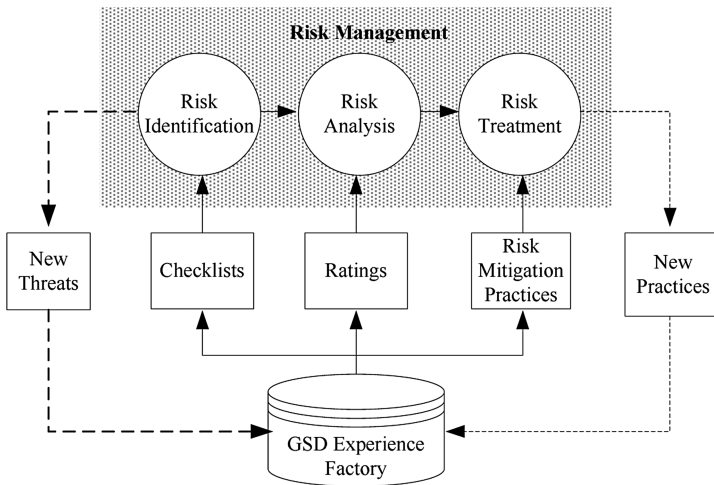 Risk Management
Risk
Identification
Risk
Analysis
Risk
Treatment
New
Threats
Checklists
Ratings
Risk
Mitigation
Practices
New
Practices
GSD Experience
Factory